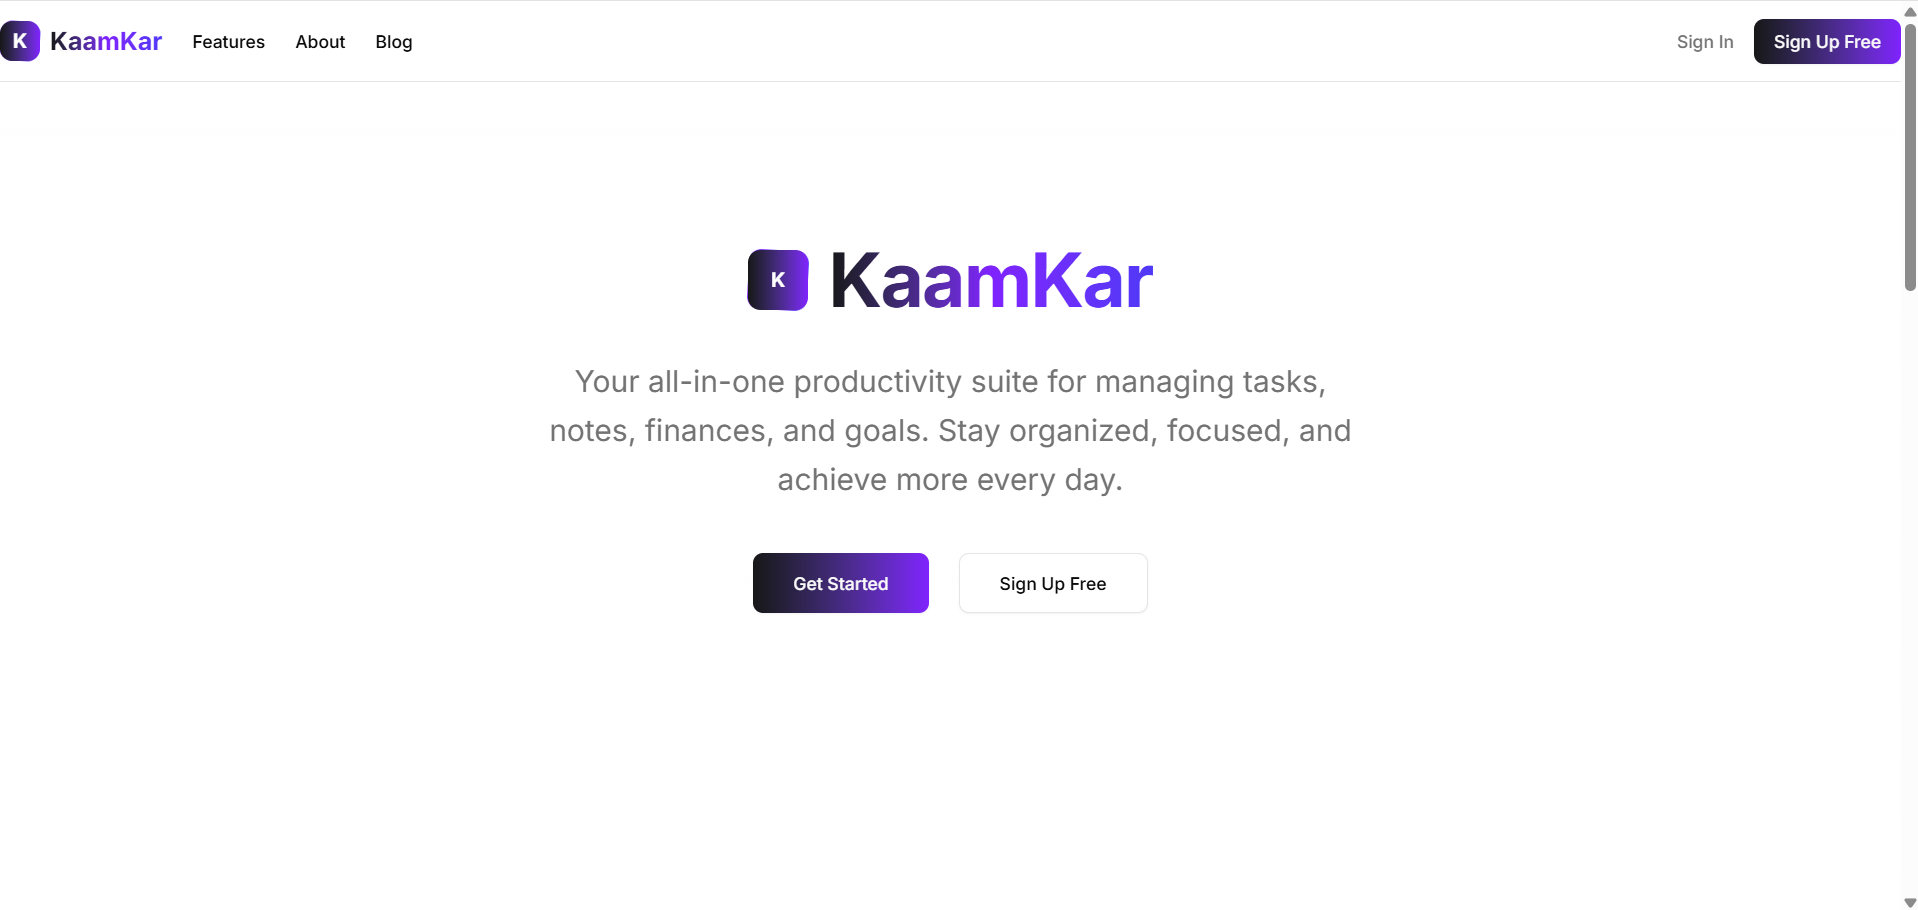 K KaamKar Features About Blog Sign In Sign Up Free
K KaamKar
Your all-in-one productivity suite for managing tasks,
notes, finances, and goals. Stay organized, focused, and
achieve more every day.
Get Started Sign Up Free